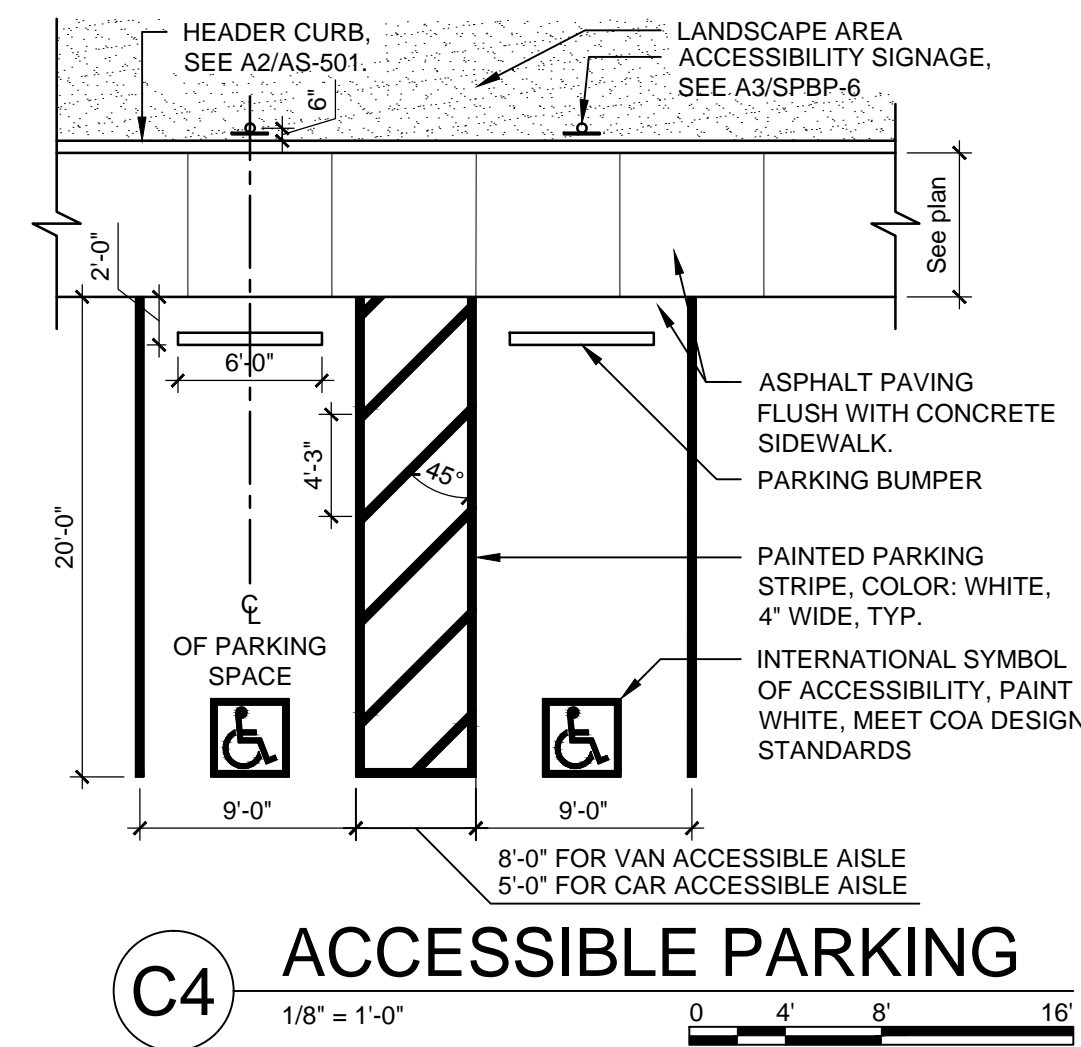 HEADER CURB,
SEE A2/AS-501.
LANDSCAPE AREA
ACCESSIBILITY SIGNAGE,
SEE A3/SPBP-6
6"
See plan
2'-0"
6'-0"
4'-3"
45°
20'-0"
ASPHALT PAVING
FLUSH WITH CONCRETE
SIDEWALK.
PARKING BUMPER
PAINTED PARKING
STRIPE, COLOR: WHITE,
4" WIDE, TYP.
℄
OF PARKING
SPACE
INTERNATIONAL SYMBOL
OF ACCESSIBILITY, PAINT
WHITE, MEET COA DESIGN
STANDARDS
9'-0"
9'-0"
8'-0" FOR VAN ACCESSIBLE AISLE
5'-0" FOR CAR ACCESSIBLE AISLE
C4
ACCESSIBLE PARKING
1/8" = 1'-0"
0 4' 8' 16'